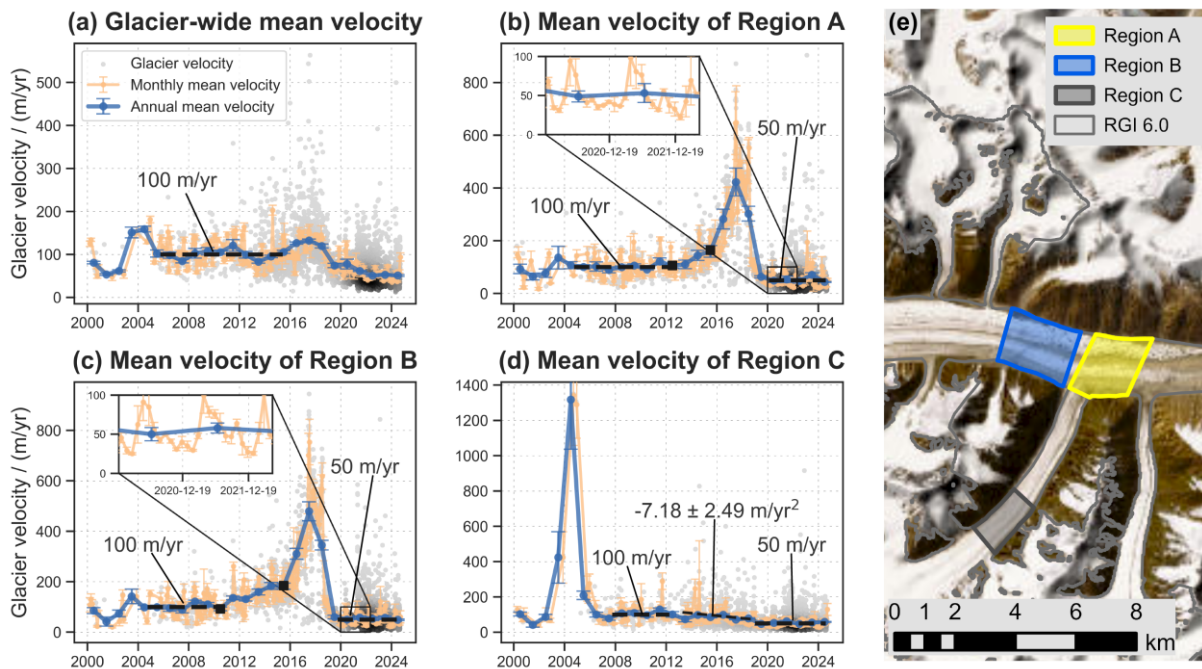 (a) Glacier-wide mean velocity
Glacier velocity / (m/yr)
500
400
300
200
100
0
Glacier velocity
Monthly mean velocity
Annual mean velocity
100 m/yr
2000 2004 2008 2012 2016 2020 2024
(b) Mean velocity of Region A
800
600
400
200
0
100
50
0
2020-12-19 2021-12-19
50 m/yr
100 m/yr
2000 2004 2008 2012 2016 2020 2024
(c) Mean velocity of Region B
Glacier velocity / (m/yr)
800
600
400
200
0
100
50
0
2020-12-19 2021-12-19
50 m/yr
100 m/yr
2000 2004 2008 2012 2016 2020 2024
(d) Mean velocity of Region C
1400
1200
1000
800
600
400
200
0
-7.18 ± 2.49 m/yr²
100 m/yr
50 m/yr
2000 2004 2008 2012 2016 2020 2024
(e)
Region A
Region B
Region C
RGI 6.0
0 1 2 4 6 8
km